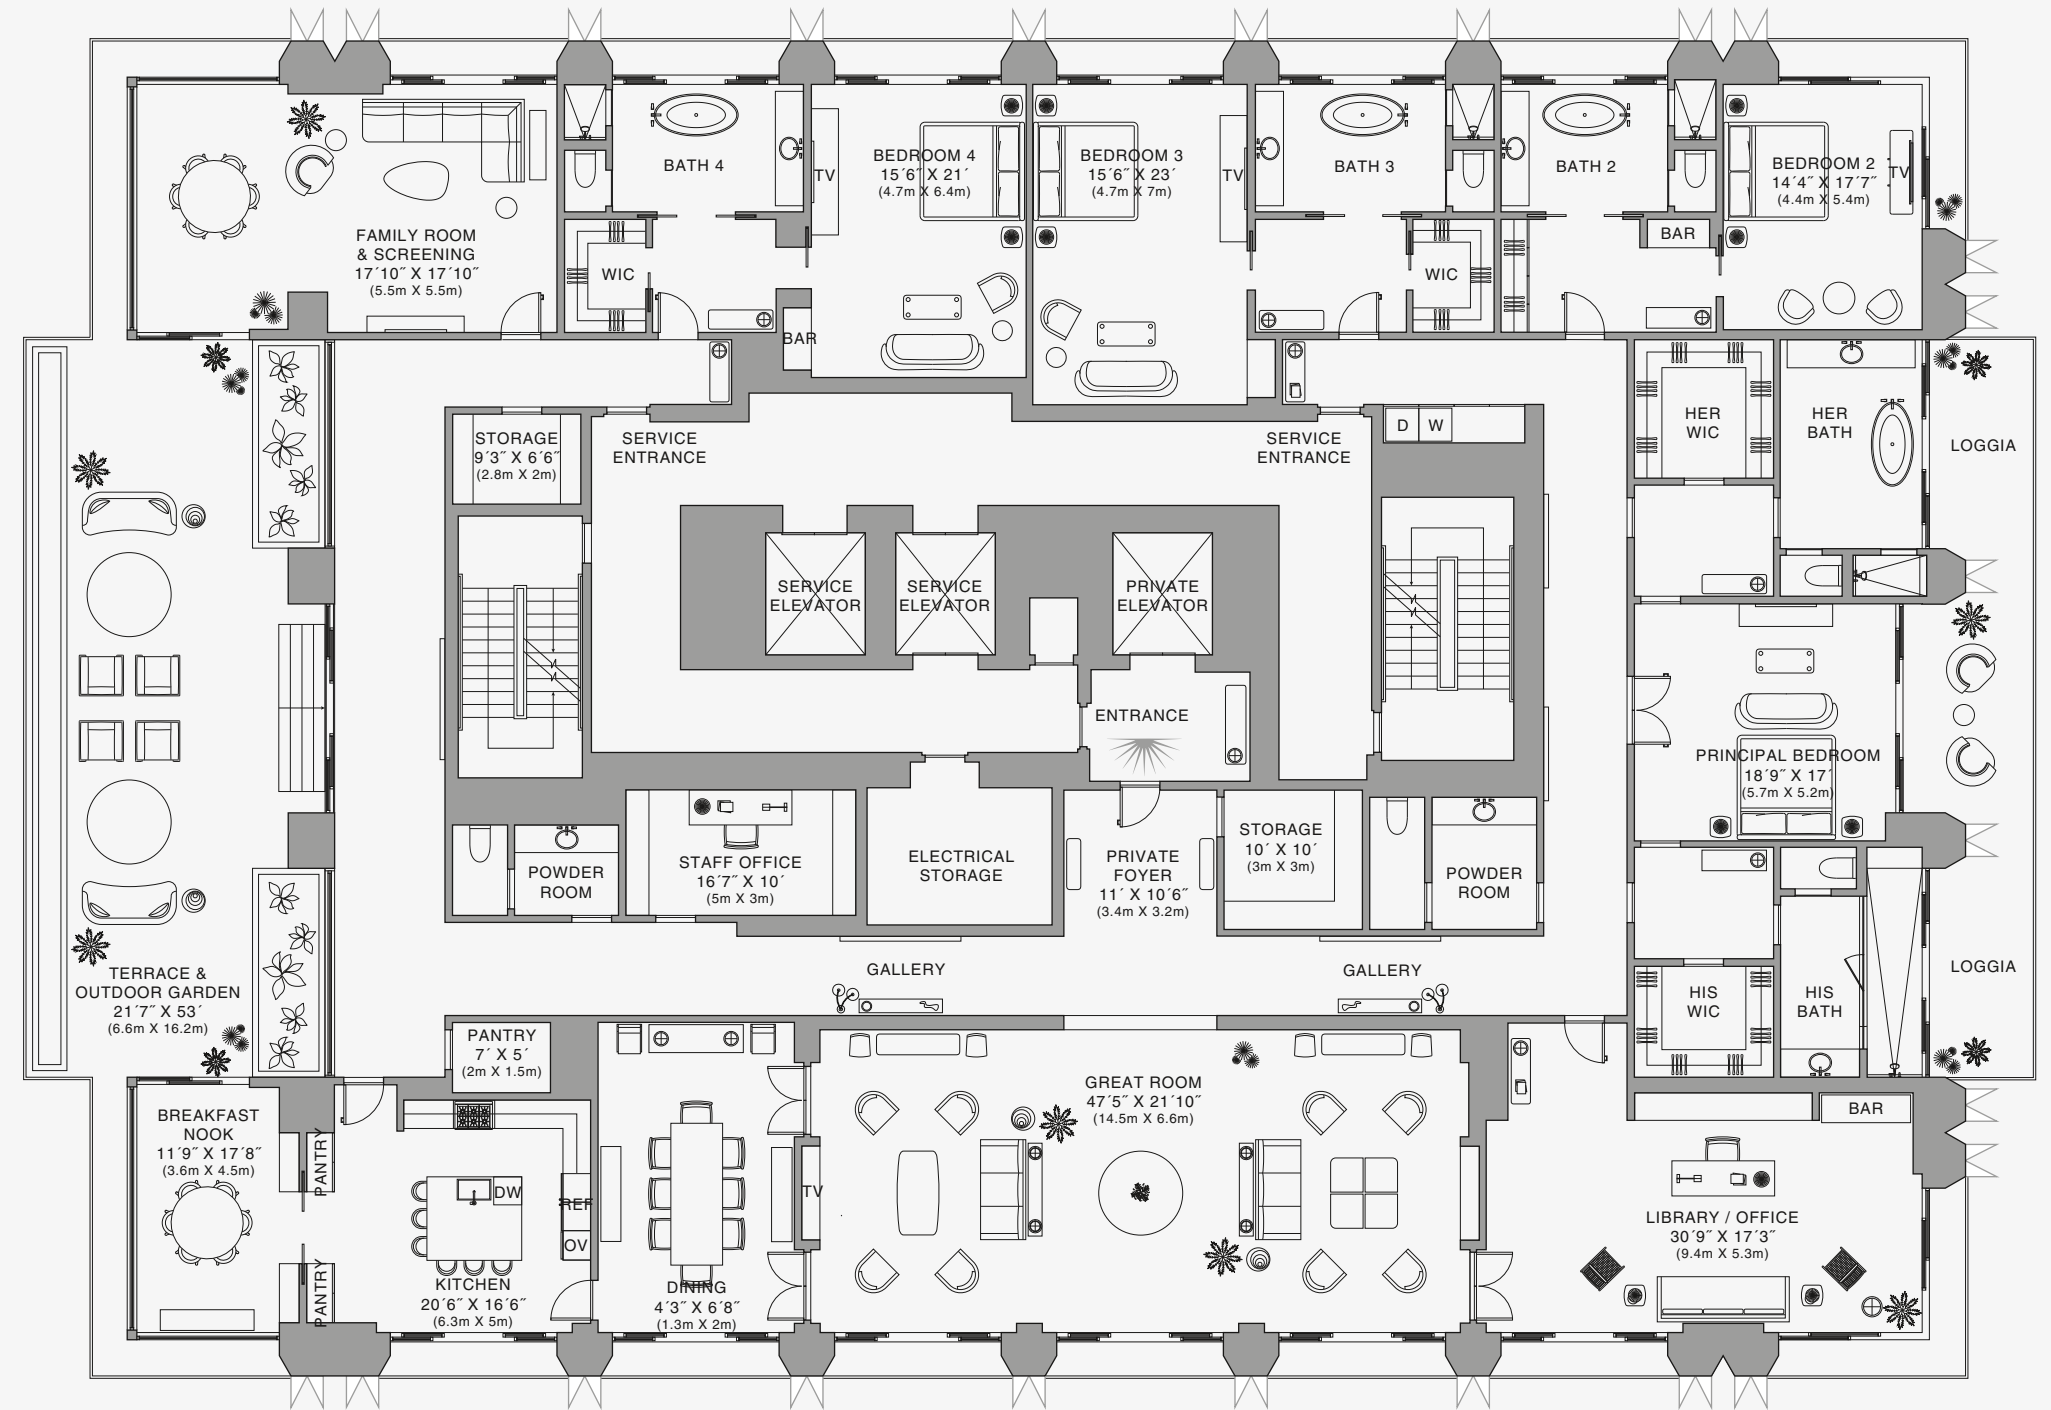 BATH 4
BEDROOM 4
15´6˝ X 21´
(4.7m X 6.4m)
TV
BEDROOM 3
15´6˝ X 23´
(4.7m X 7m)
TV
BATH 3
BATH 2
BEDROOM 2
14´4˝ X 17´7˝
(4.4m X 5.4m)
TV
FAMILY ROOM
& SCREENING
17´10˝ X 17´10˝
(5.5m X 5.5m)
WIC
WIC
BAR
BAR
STORAGE
9´3˝ X 6´6˝
(2.8m X 2m)
SERVICE
ENTRANCE
SERVICE
ENTRANCE
D
W
HER
WIC
HER
BATH
LOGGIA
SERVICE
ELEVATOR
SERVICE
ELEVATOR
PRIVATE
ELEVATOR
ENTRANCE
PRINCIPAL BEDROOM
18´9˝ X 17´
(5.7m X 5.2m)
POWDER
ROOM
STAFF OFFICE
16´7˝ X 10´
(5m X 3m)
ELECTRICAL
STORAGE
PRIVATE
FOYER
11´ X 10´6˝
(3.4m X 3.2m)
STORAGE
10´ X 10´
(3m X 3m)
POWDER
ROOM
TERRACE &
OUTDOOR GARDEN
21´7˝ X 53´
(6.6m X 16.2m)
GALLERY
GALLERY
HIS
WIC
HIS
BATH
LOGGIA
PANTRY
7´ X 5´
(2m X 1.5m)
GREAT ROOM
47´5˝ X 21´10˝
(14.5m X 6.6m)
BAR
BREAKFAST
NOOK
11´9˝ X 17´8˝
(3.6m X 4.5m)
PANTRY
PANTRY
DW
REF
OV
KITCHEN
20´6˝ X 16´6˝
(6.3m X 5m)
DINING
4´3˝ X 6´8˝
(1.3m X 2m)
TV
LIBRARY / OFFICE
30´9˝ X 17´3˝
(9.4m X 5.3m)